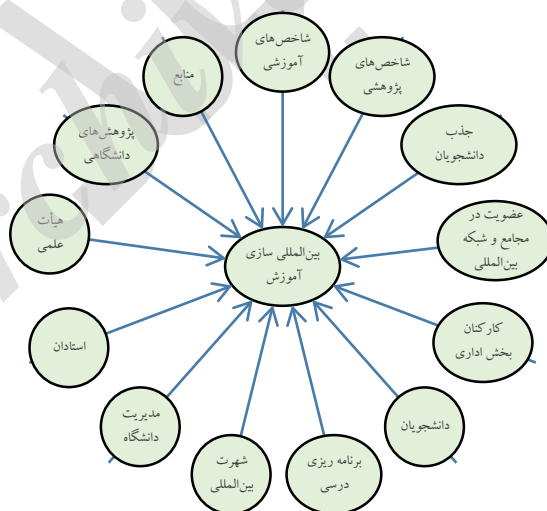 شاخص‌های
آموزشی
شاخص‌های
پژوهشی
جذب
دانشجویان
عضویت در
مجامع و شبکه
بین‌المللی
کارکنان
بخش اداری
دانشجویان
برنامه ریزی
درسی
شهرت
بین‌المللی
مدیریت
دانشگاه
استادان
هیأت
علمی
پژوهش‌های
دانشگاهی
منابع
بین‌المللی سازی
آموزش